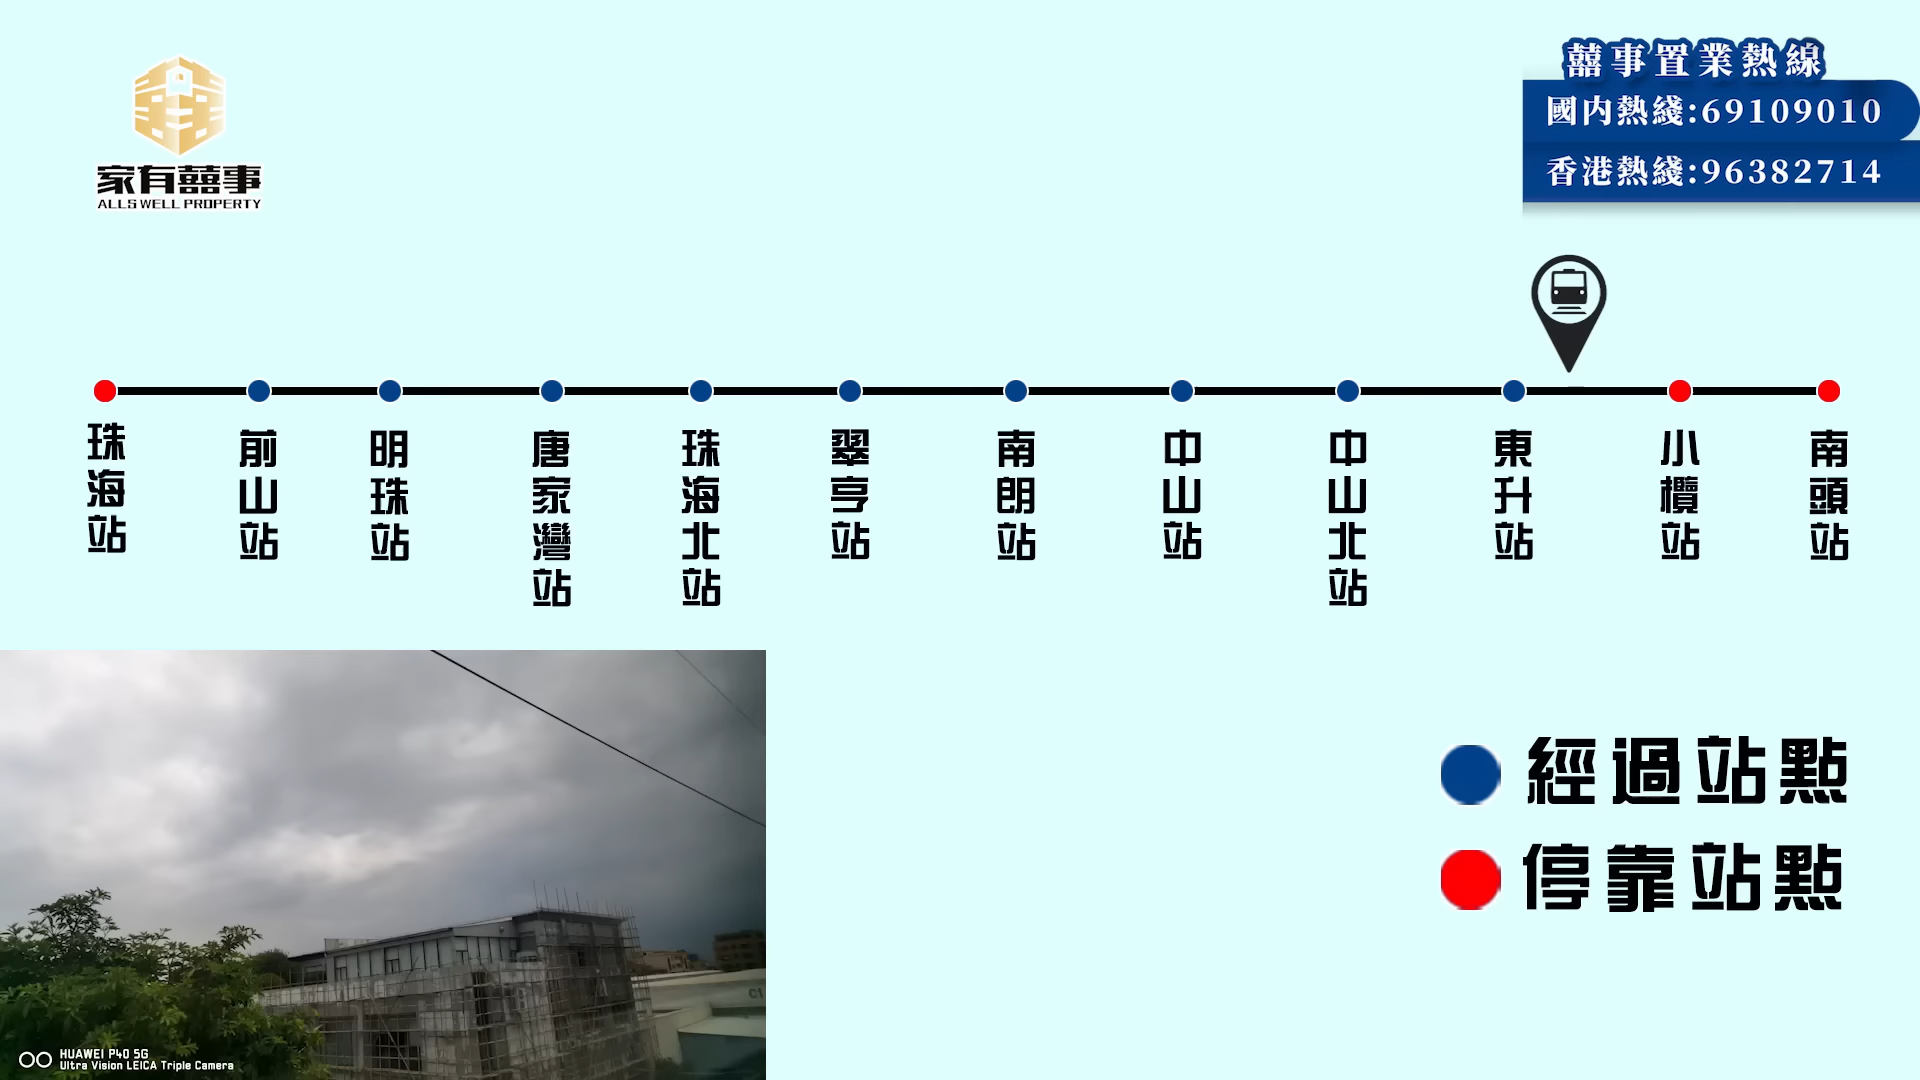 家有囍事
ALLS WELL PROPERTY
囍事置業熱線
國内熱綫:69109010
香港熱綫:96382714
珠海站
前山站
明珠站
唐家灣站
珠海北站
翠亨站
南朗站
中山站
中山北站
東升站
小欖站
南頭站
經過站點
停靠站點
C1
HUAWEI P40 5G
Ultra Vision LEICA Triple Camera